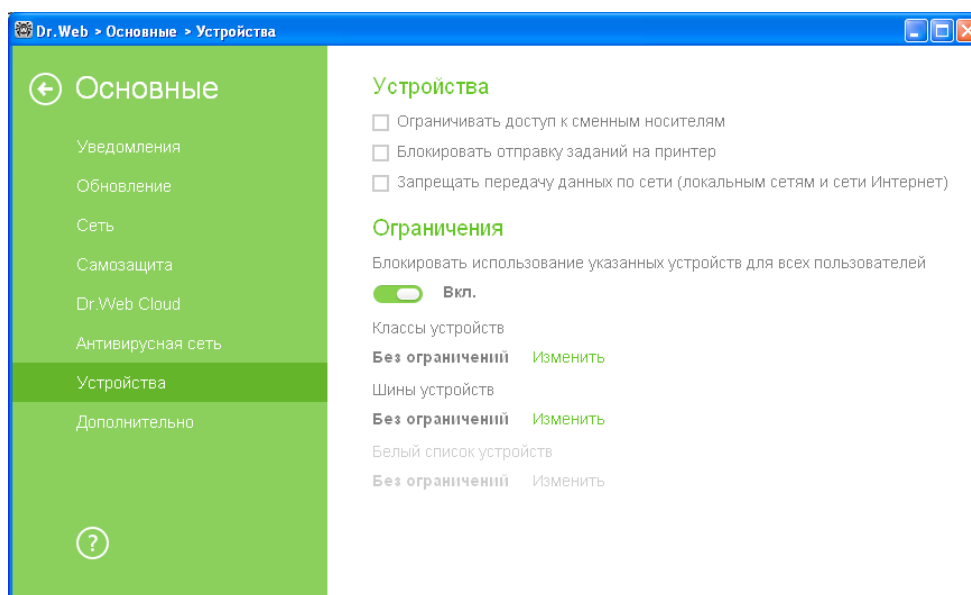 Dr.Web > Основные > Устройства
Основные
Уведомления
Обновление
Сеть
Самозащита
Dr.Web Cloud
Антивирусная сеть
Устройства
Дополнительно
?
Устройства
Ограничивать доступ к сменным носителям
Блокировать отправку заданий на принтер
Запрещать передачу данных по сети (локальным сетям и сети Интернет)
Ограничения
Блокировать использование указанных устройств для всех пользователей
Вкл.
Классы устройств
Без ограничений Изменить
Шины устройств
Без ограничений Изменить
Белый список устройств
Без ограничений Изменить